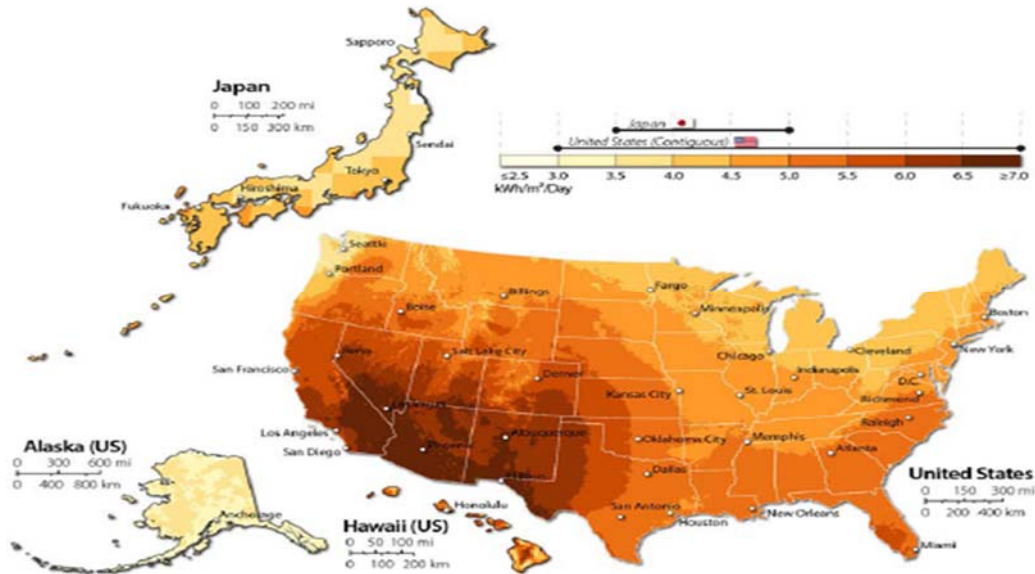 Sapporo
Japan
0 100 200 mi
0 150 300 km
Sendai
Tokyo
Hiroshima
Fukuoka
Japan
United States (Contiguous)
≤2.5 3.0 3.5 4.0 4.5 5.0 5.5 6.0 6.5 ≥7.0
kWh/m²/Day
Seattle
Portland
Billings
Fargo
Boise
Minneapolis
Boston
Reno
Salt Lake City
Chicago
Cleveland
New York
San Francisco
Denver
Indianapolis
Kansas City
St. Louis
D.C.
Richmond
Raleigh
Los Angeles
Albuquerque
Oklahoma City
Memphis
Atlanta
San Diego
Phoenix
Dallas
Alaska (US)
0 300 600 mi
0 400 800 km
United States
0 150 300 mi
0 200 400 km
Anchorage
Honolulu
San Antonio
Houston
New Orleans
Hawaii (US)
0 50 100 mi
0 100 200 km
Miami